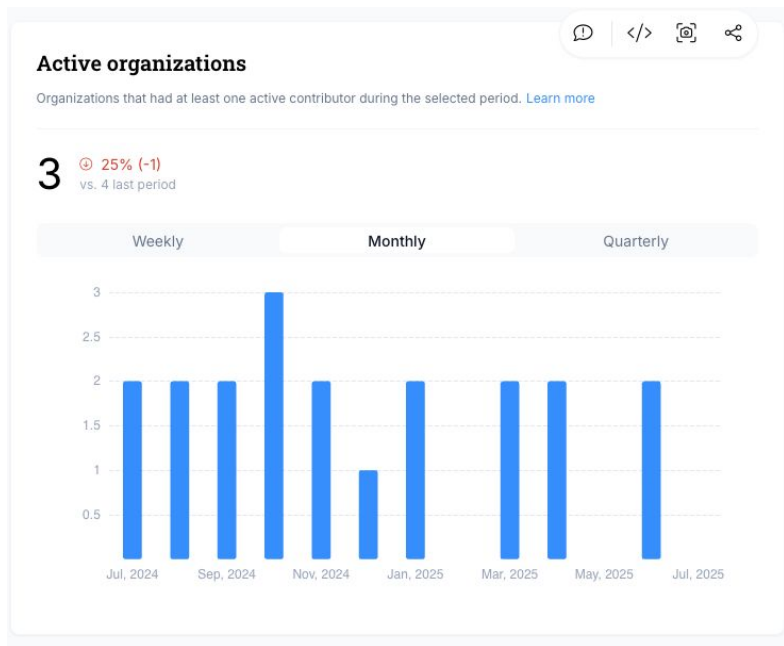 Active organizations
Organizations that had at least one active contributor during the selected period. Learn more
3
25% (-1)
vs. 4 last period
Weekly Monthly Quarterly
3
2.5
2
1.5
1
0.5
Jul, 2024 Sep, 2024 Nov, 2024 Jan, 2025 Mar, 2025 May, 2025 Jul, 2025